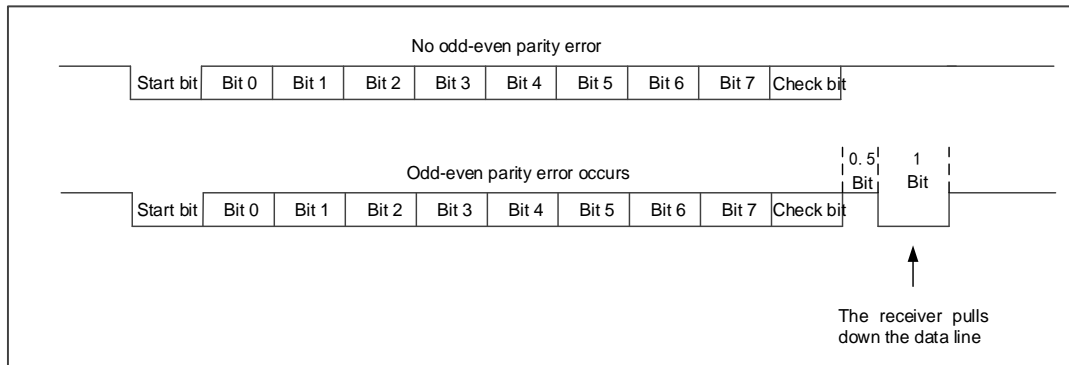 No odd-even parity error
Start bit Bit 0 Bit 1 Bit 2 Bit 3 Bit 4 Bit 5 Bit 6 Bit 7 Check bit
0. 5 1
Bit Bit
Odd-even parity error occurs
Start bit Bit 0 Bit 1 Bit 2 Bit 3 Bit 4 Bit 5 Bit 6 Bit 7 Check bit
The receiver pulls
down the data line